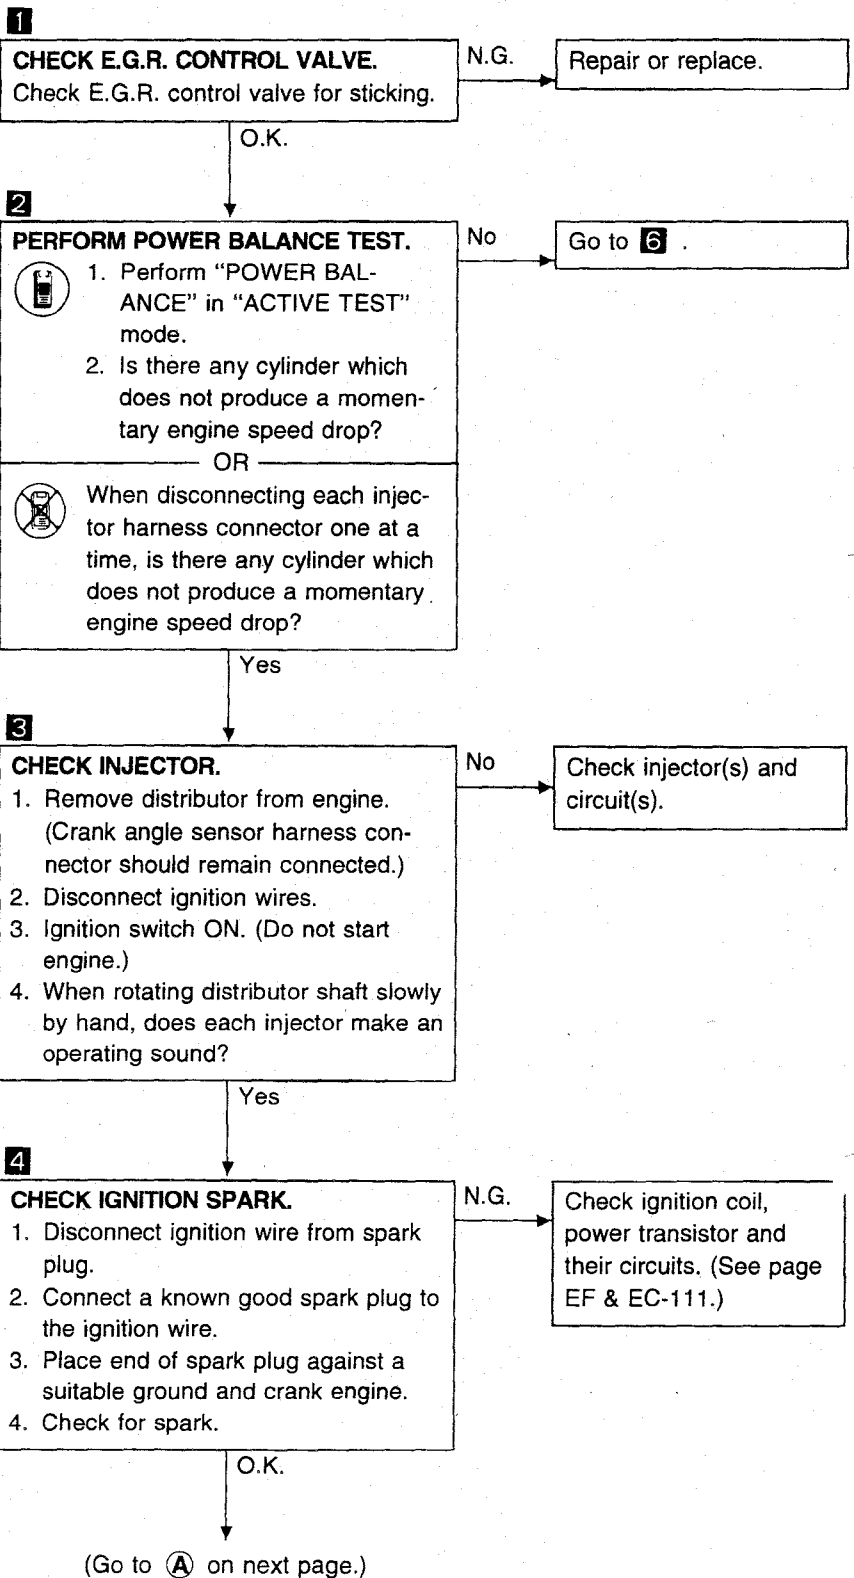 1
CHECK E.G.R. CONTROL VALVE.
Check E.G.R. control valve for sticking.
N.G.
Repair or replace.
O.K.
2
PERFORM POWER BALANCE TEST.
1. Perform “POWER BAL-
ANCE” in “ACTIVE TEST”
mode.
2. Is there any cylinder which
does not produce a momen-
tary engine speed drop?
OR
When disconnecting each injec-
tor harness connector one at a
time, is there any cylinder which
does not produce a momentary
engine speed drop?
No
Go to 6 .
Yes
3
CHECK INJECTOR.
1. Remove distributor from engine.
(Crank angle sensor harness con-
nector should remain connected.)
2. Disconnect ignition wires.
3. Ignition switch ON. (Do not start
engine.)
4. When rotating distributor shaft slowly
by hand, does each injector make an
operating sound?
No
Check injector(s) and
circuit(s).
Yes
4
CHECK IGNITION SPARK.
1. Disconnect ignition wire from spark
plug.
2. Connect a known good spark plug to
the ignition wire.
3. Place end of spark plug against a
suitable ground and crank engine.
4. Check for spark.
N.G.
Check ignition coil,
power transistor and
their circuits. (See page
EF & EC-111.)
O.K.
(Go to A on next page.)